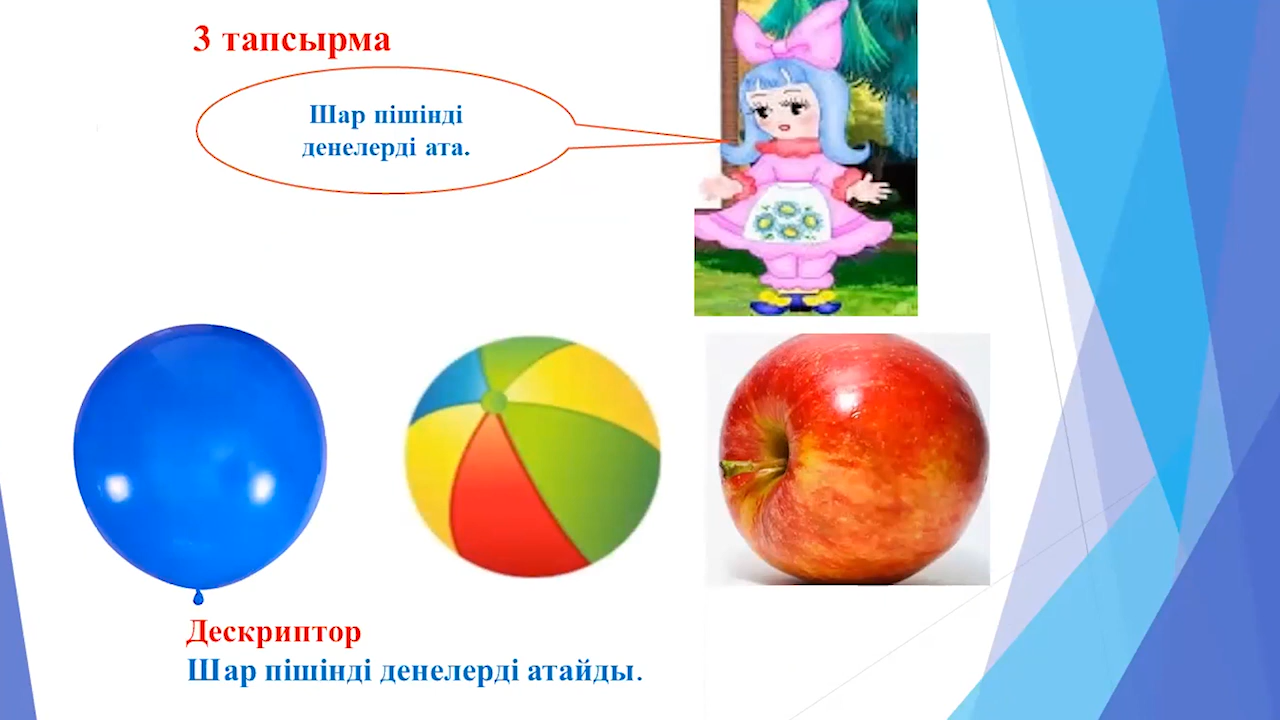 3 тапсырма
Шар пішінді
денелерді ата.
Дескриптор
Шар пішінді денелерді атайды.